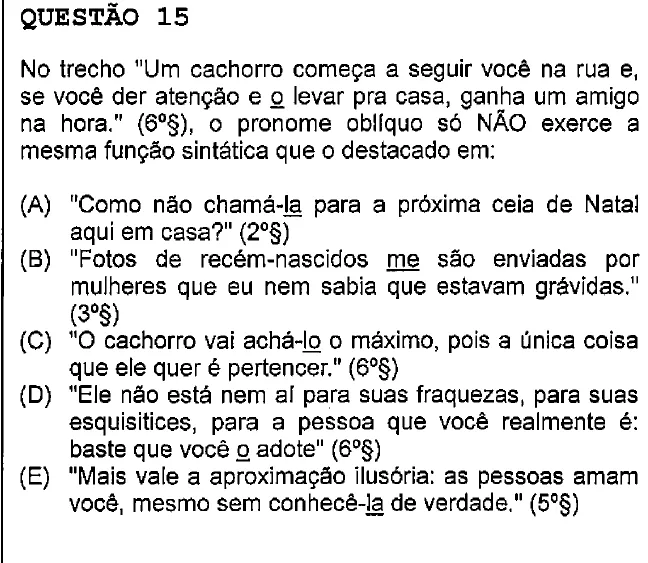 QUESTÃO 15
No trecho "Um cachorro começa a seguir você na rua e,
se você der atenção e o levar pra casa, ganha um amigo
na hora." (6º§), o pronome oblíquo só NÃO exerce a
mesma função sintática que o destacado em:
(A) "Como não chamá-la para a próxima ceia de Natal
aqui em casa?" (2º§)
(B) "Fotos de recém-nascidos me são enviadas por
mulheres que eu nem sabia que estavam grávidas."
(3º§)
(C) "O cachorro vai achá-lo o máximo, pois a única coisa
que ele quer é pertencer." (6º§)
(D) "Ele não está nem aí para suas fraquezas, para suas
esquisitices, para a pessoa que você realmente é:
baste que você o adote" (6º§)
(E) "Mais vale a aproximação ilusória: as pessoas amam
você, mesmo sem conhecê-la de verdade." (5º§)